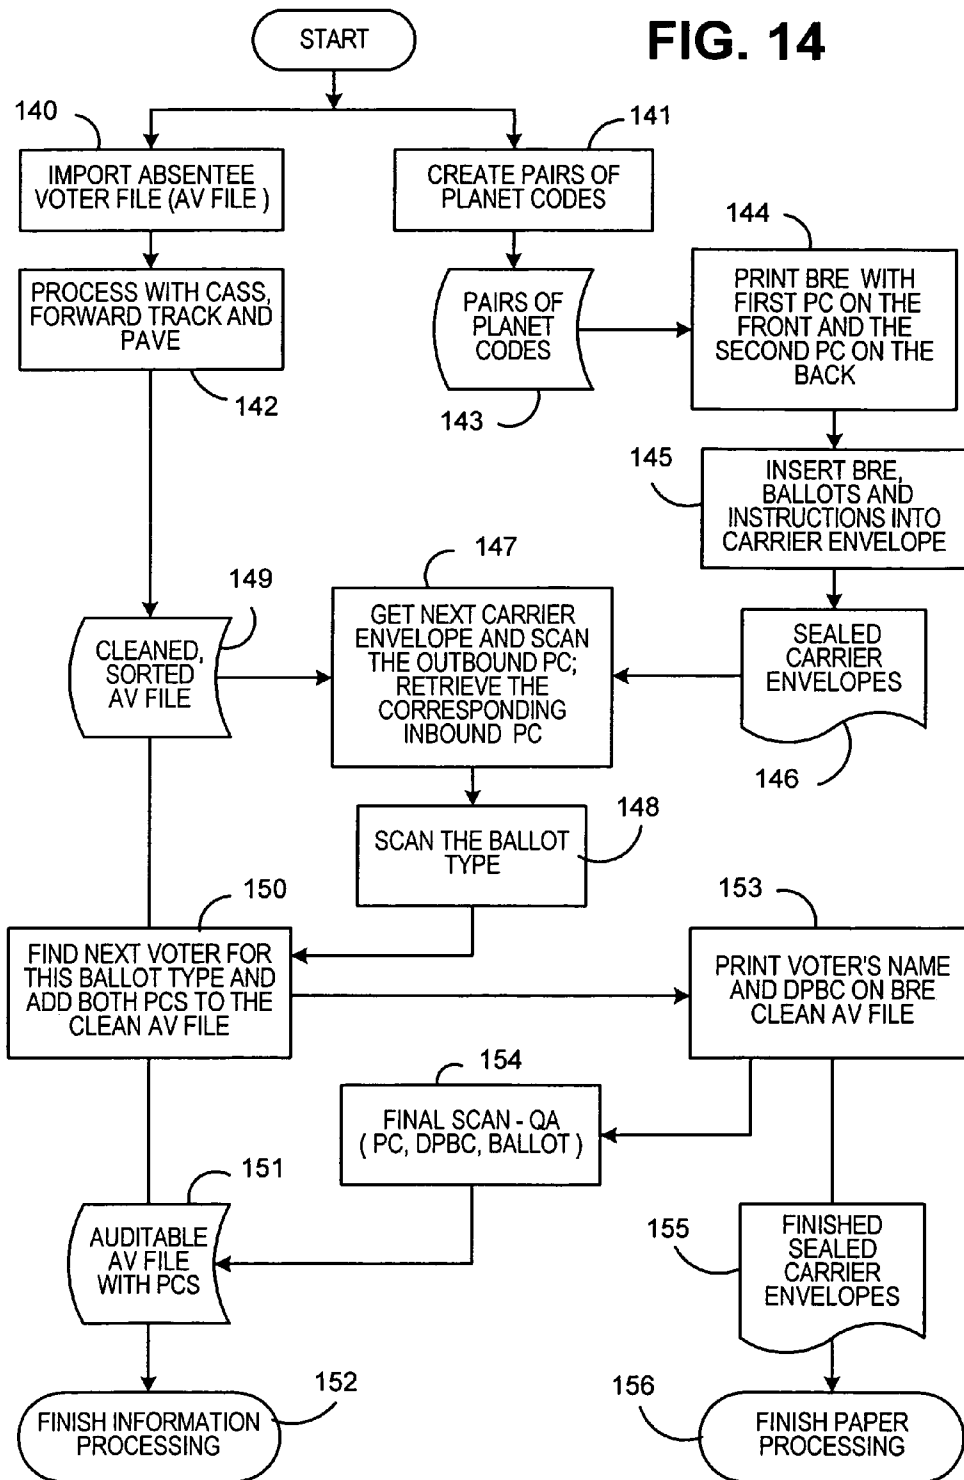 START
FIG. 14
140
141
IMPORT ABSENTEE
VOTER FILE (AV FILE )
CREATE PAIRS OF
PLANET CODES
144
PROCESS WITH CASS,
FORWARD TRACK AND
PAVE
142
PAIRS OF
PLANET
CODES
143
PRINT BRE WITH
FIRST PC ON THE
FRONT AND THE
SECOND PC ON THE
BACK
145
INSERT BRE,
BALLOTS AND
INSTRUCTIONS INTO
CARRIER ENVELOPE
147
149
CLEANED,
SORTED
AV FILE
GET NEXT CARRIER
ENVELOPE AND SCAN
THE OUTBOUND PC;
RETRIEVE THE
CORRESPONDING
INBOUND PC
SEALED
CARRIER
ENVELOPES
146
148
SCAN THE BALLOT
TYPE
150
153
FIND NEXT VOTER FOR
THIS BALLOT TYPE AND
ADD BOTH PCS TO THE
CLEAN AV FILE
PRINT VOTER'S NAME
AND DPBC ON BRE
CLEAN AV FILE
154
FINAL SCAN - QA
( PC, DPBC, BALLOT )
151
AUDITABLE
AV FILE
WITH PCS
155
FINISHED
SEALED
CARRIER
ENVELOPES
152
FINISH INFORMATION
PROCESSING
156
FINISH PAPER
PROCESSING